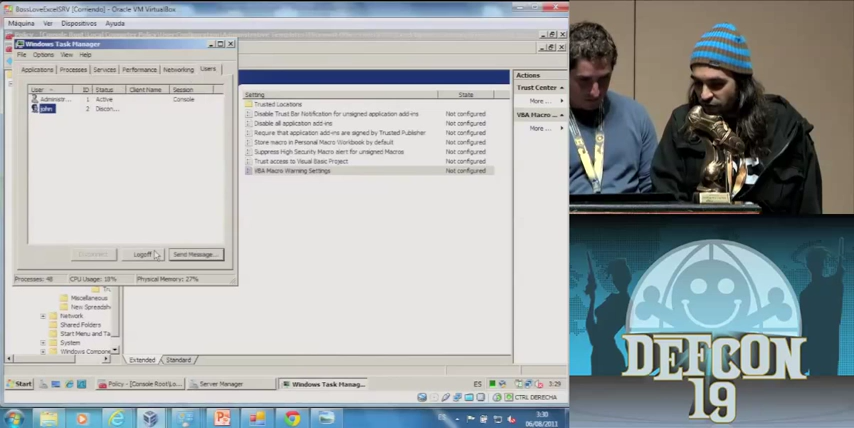 BossLoveExcelSRV [Corriendo] - Oracle VM VirtualBox
Máquina Ver Dispositivos Ayuda
Windows Task Manager
File Options View Help
Applications Processes Services Performance Networking Users
User ID Status Client Name Session
Administr... 1 Active Console
john 2 Discon...
Disconnect Logoff Send Message...
Processes: 48 CPU Usage: 18% Physical Memory: 27%
Setting State
Trusted Locations
Disable Trust Bar Notification for unsigned application add-ins Not configured
Disable all application add-ins Not configured
Require that application add-ins are signed by Trusted Publisher Not configured
Store macro in Personal Macro Workbook by default Not configured
Suppress High Security Macro alert for unsigned Macros Not configured
Trust access to Visual Basic Project Not configured
VBA Macro Warning Settings Not configured
Actions
Trust Center
More ...
VBA Macro ...
More ...
Miscellaneous
New Spreadsh
Network
Shared Folders
Start Menu and Ta
System
Windows Compone
Extended Standard
Start Policy - [Console Root\Loc... Server Manager Windows Task Manag... ES 3:29
CTRL DERECHA
ES 3:30
06/08/2011
DEFCON
19